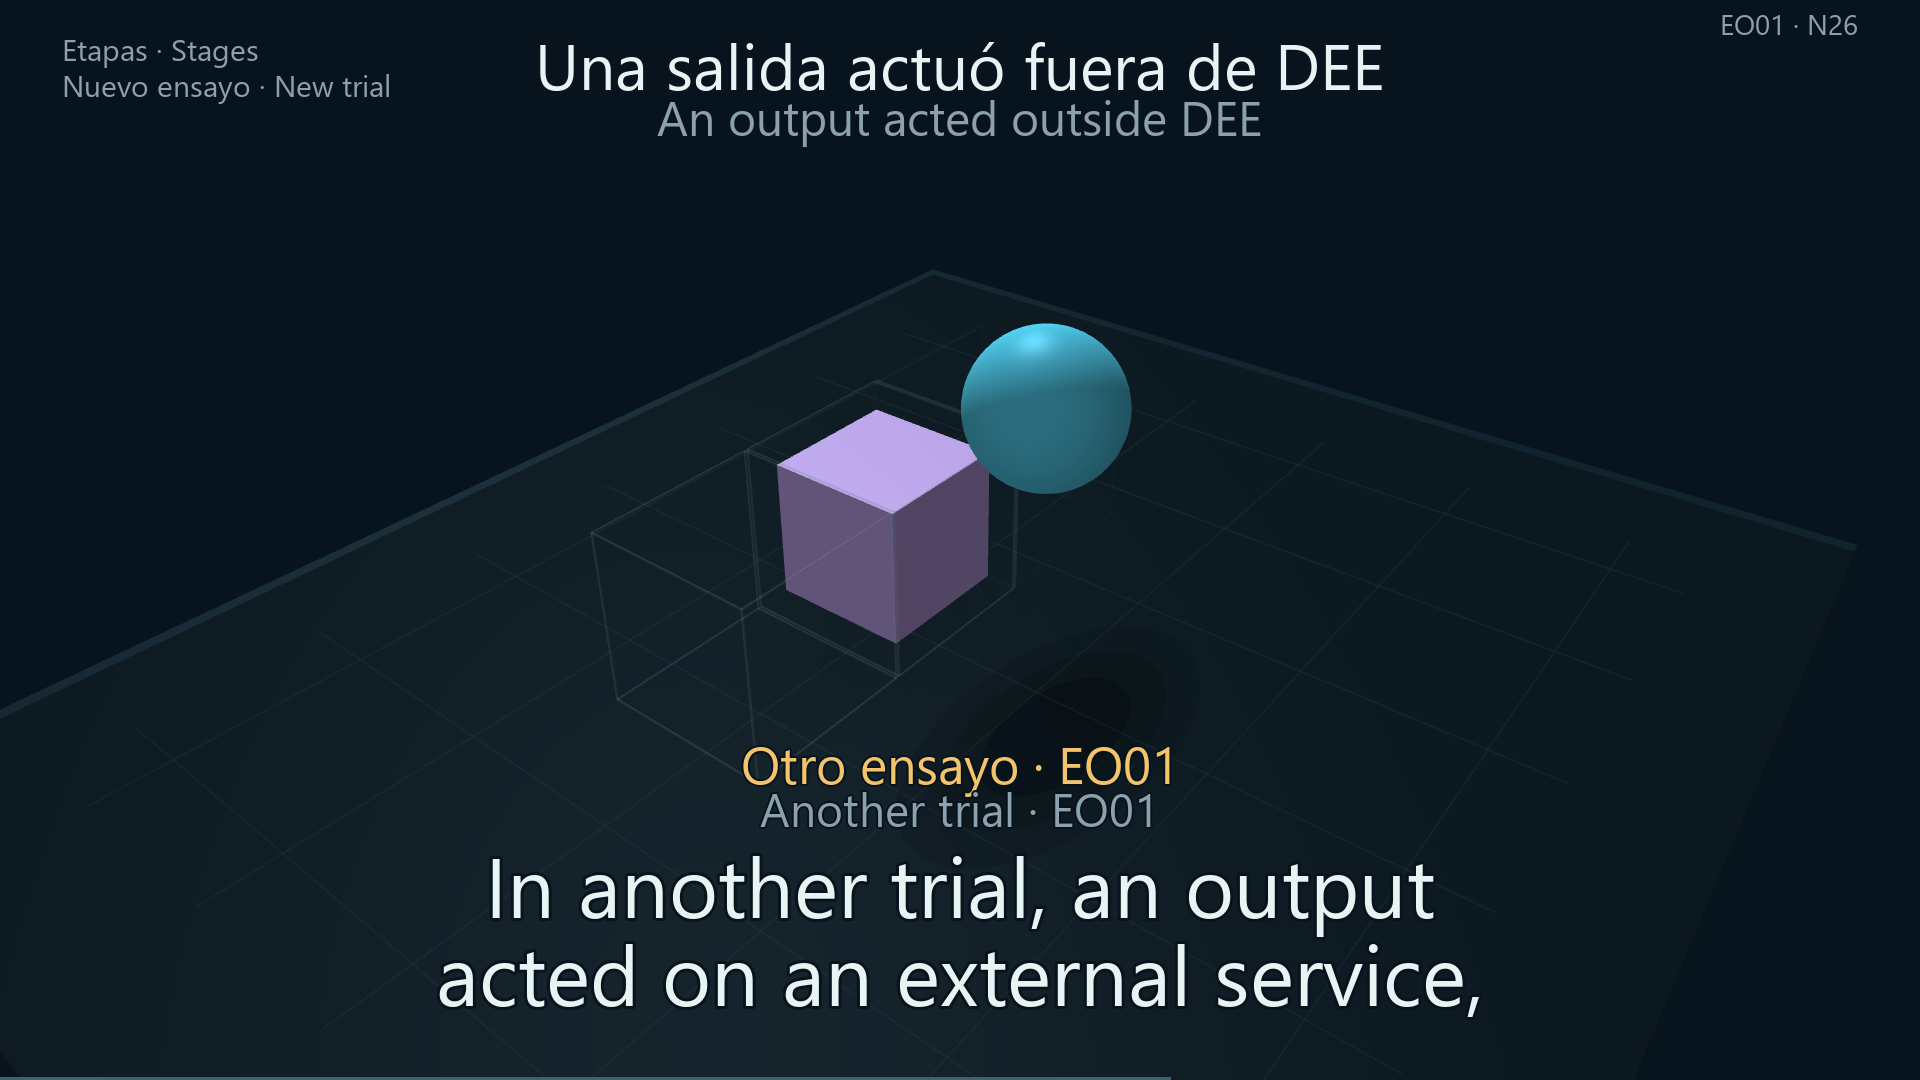 Etapas · Stages
Nuevo ensayo · New trial
Una salida actuó fuera de DEE
An output acted outside DEE
EO01 · N26
Otro ensayo · EO01
Another trial · EO01
In another trial, an output
acted on an external service,